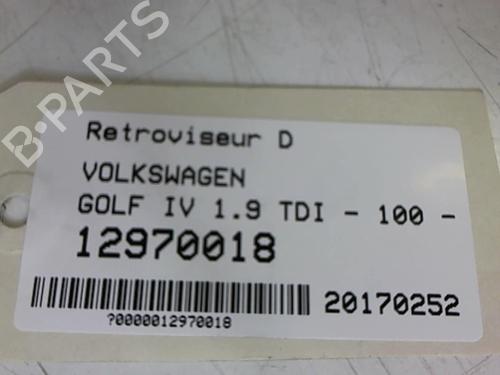 B-Parts
Retroviseur D
VOLKSWAGEN
GOLF IV 1.9 TDI - 100 -
12970018
20170252
?0000012970018